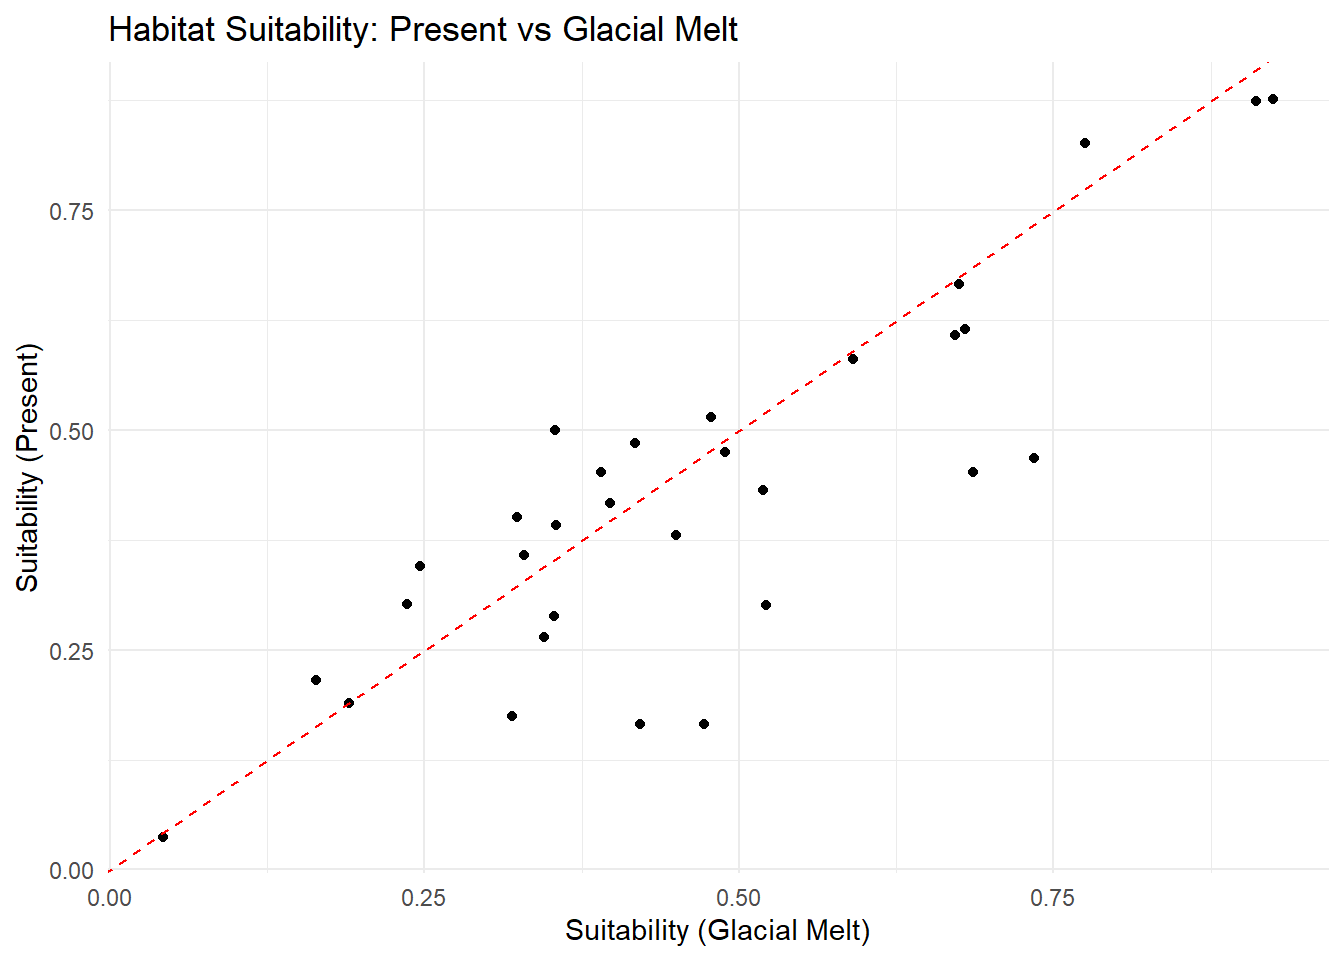 Habitat Suitability: Present vs Glacial Melt
Suitability (Present)
0.75
0.50
0.25
0.00
0.00 0.25 0.50 0.75
Suitability (Glacial Melt)